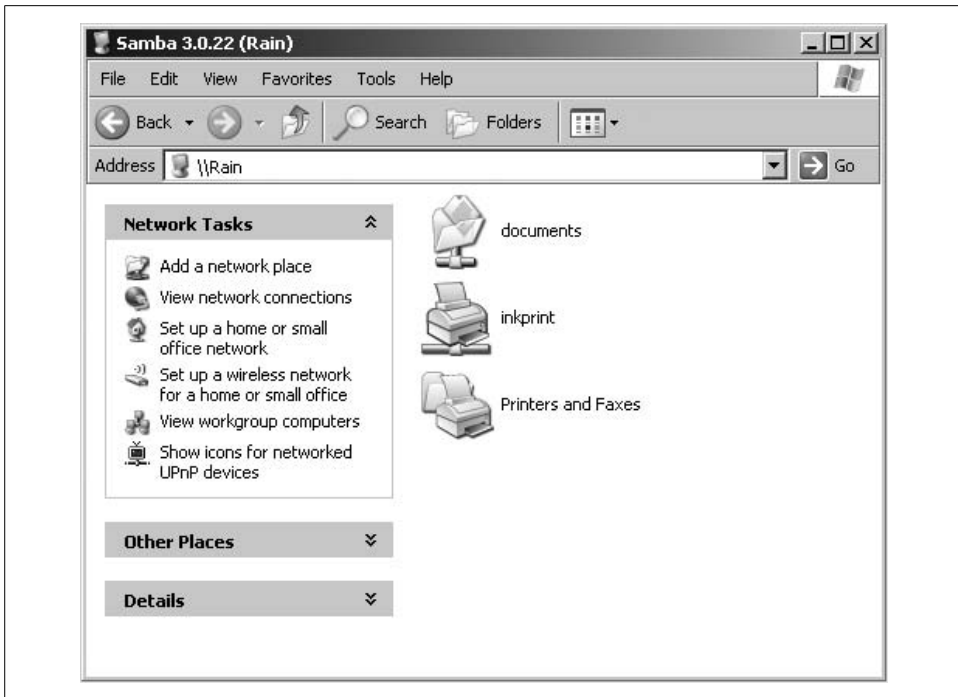 Samba 3.0.22 (Rain)
File Edit View Favorites Tools Help
Back Search Folders
Address \\Rain Go
Network Tasks
Add a network place
View network connections
Set up a home or small
office network
Set up a wireless network
for a home or small office
View workgroup computers
Show icons for networked
UPnP devices
Other Places
Details
documents
inkprint
Printers and Faxes